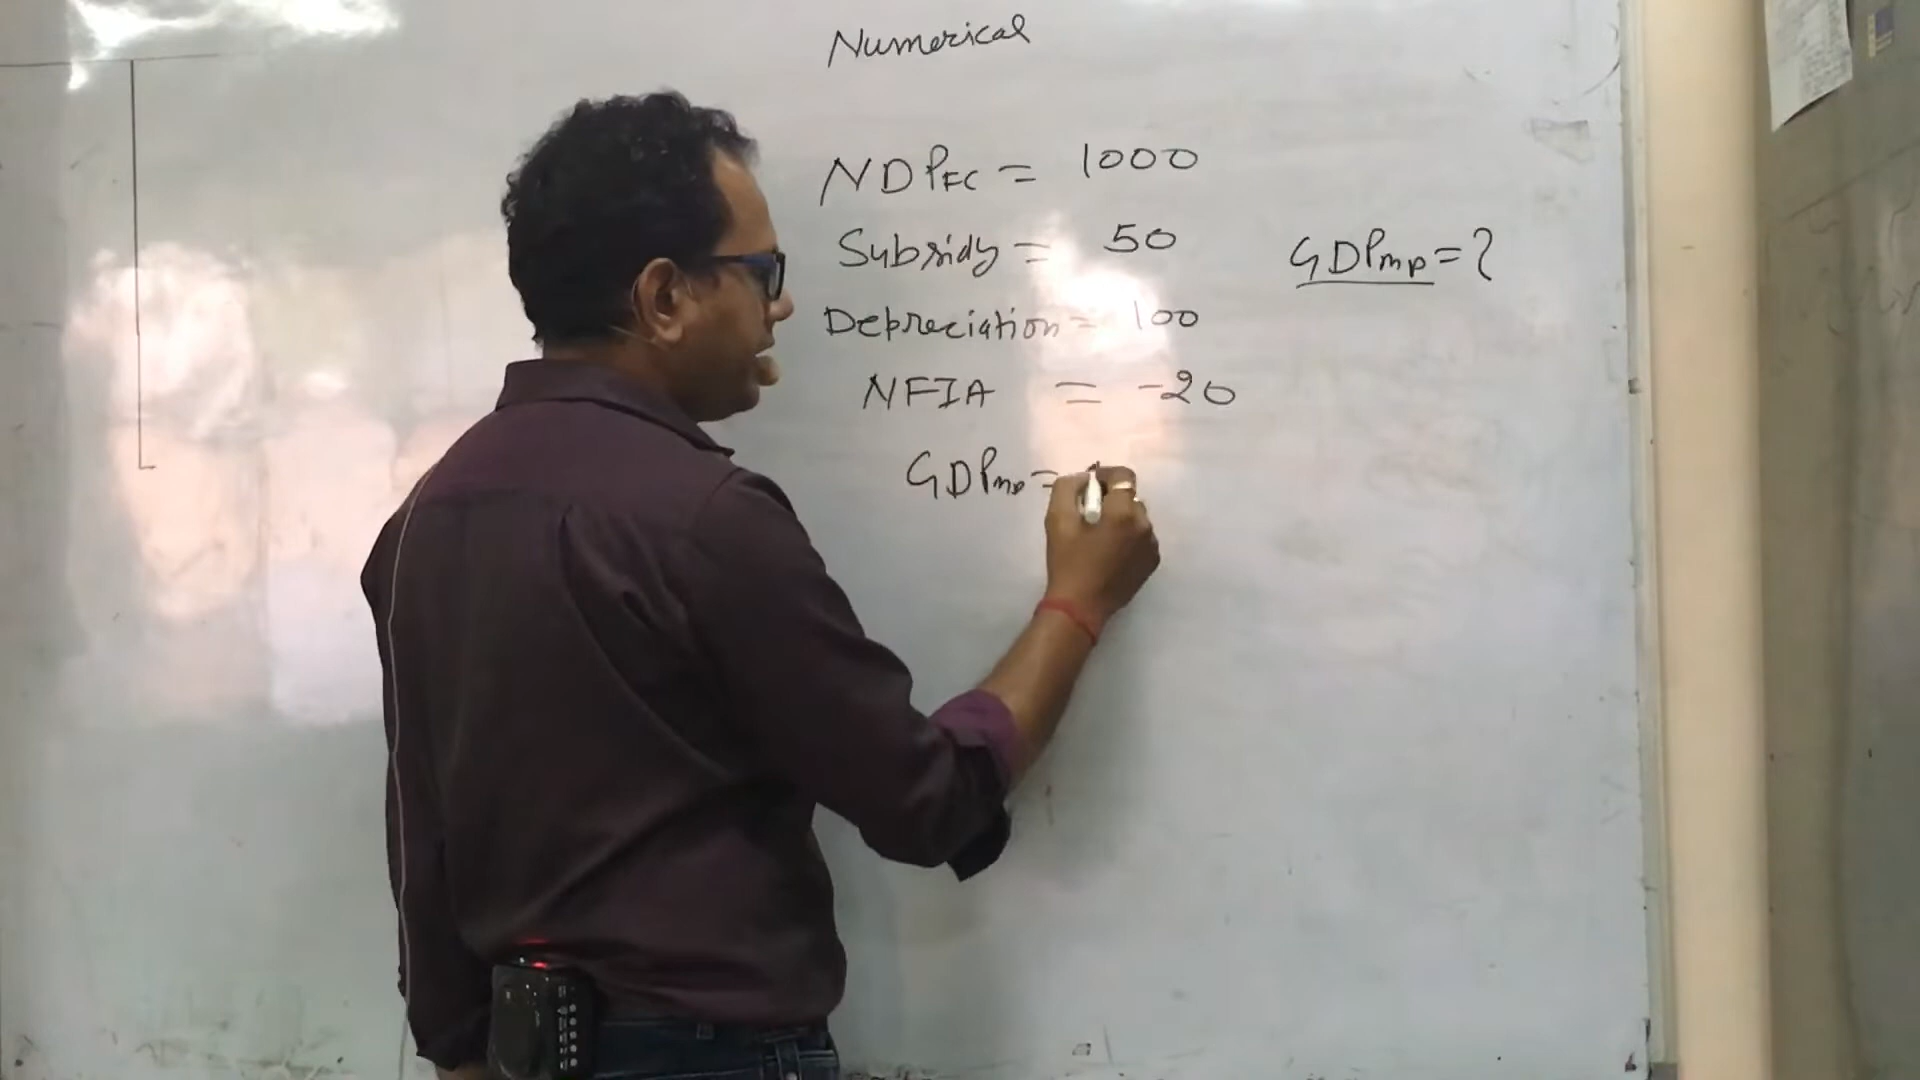 Numerical
NDPFC = 1000
Subsidy = 50
GDPMP = ?
Depreciation = 100
NFIA = -20
GDPMP =